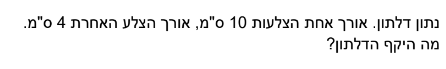 נתון דלתון. אורך אחת הצלעות 10 ס"מ, אורך הצלע האחרת 4 ס"מ.
מה היקף הדלתון?